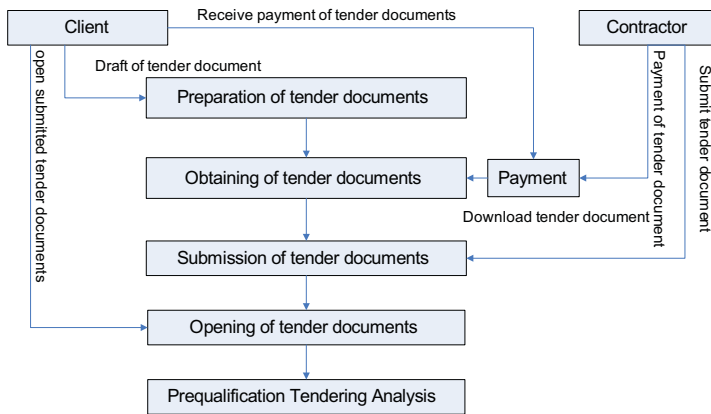 Client
Receive payment of tender documents
Contractor
open submitted tender documents
Draft of tender document
Payment of tender document
Submit tender document
Preparation of tender documents
Obtaining of tender documents
Payment
Download tender document
Submission of tender documents
Opening of tender documents
Prequalification Tendering Analysis